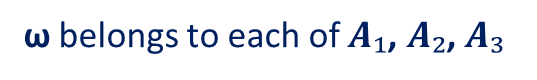 ω belongs to each of A₁, A₂, A₃